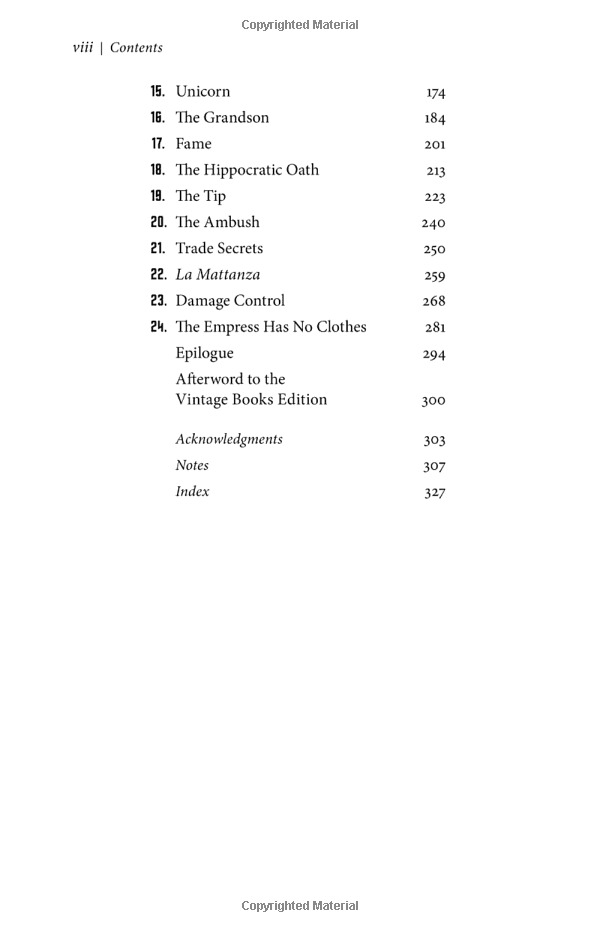 Copyrighted Material
viii | Contents
15. Unicorn 174
16. The Grandson 184
17. Fame 201
18. The Hippocratic Oath 213
19. The Tip 223
20. The Ambush 240
21. Trade Secrets 250
22. La Mattanza 259
23. Damage Control 268
24. The Empress Has No Clothes 281
Epilogue 294
Afterword to the
Vintage Books Edition 300
Acknowledgments 303
Notes 307
Index 327
Copyrighted Material